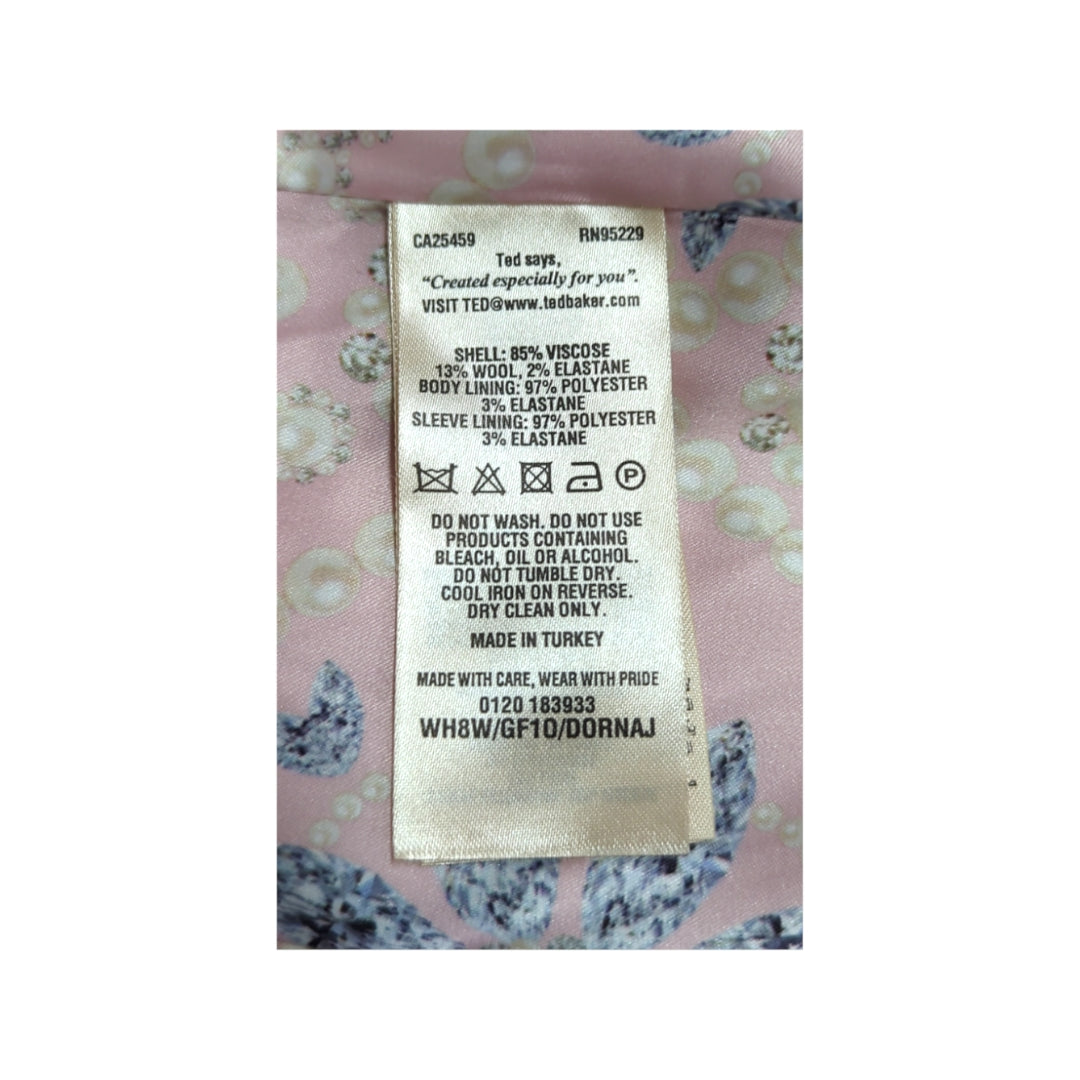 CA25459 RN95229
Ted says,
“Created especially for you”.
VISIT TED@www.tedbaker.com
SHELL: 85% VISCOSE
13% WOOL, 2% ELASTANE
BODY LINING: 97% POLYESTER
3% ELASTANE
SLEEVE LINING: 97% POLYESTER
3% ELASTANE
P
DO NOT WASH. DO NOT USE
PRODUCTS CONTAINING
BLEACH, OIL OR ALCOHOL.
DO NOT TUMBLE DRY.
COOL IRON ON REVERSE.
DRY CLEAN ONLY.
MADE IN TURKEY
MADE WITH CARE, WEAR WITH PRIDE
0120 183933
WH8W/GF10/DORNAJ